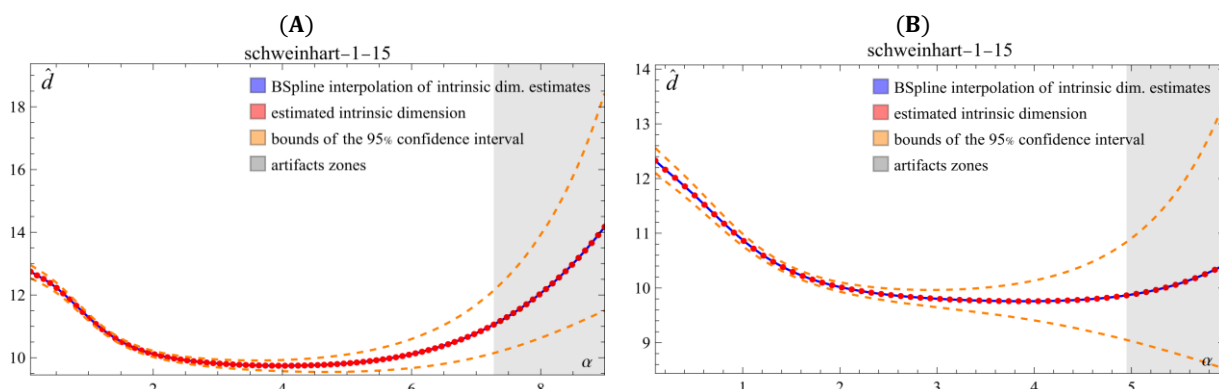 (A)
schweinhart–1–15
d̂
18
16
14
12
10
2
4
6
8
α
BSpline interpolation of intrinsic dim. estimates
estimated intrinsic dimension
bounds of the 95% confidence interval
artifacts zones
(B)
schweinhart–1–15
d̂
14
13
12
11
10
9
1
2
3
4
5
α
BSpline interpolation of intrinsic dim. estimates
estimated intrinsic dimension
bounds of the 95% confidence interval
artifacts zones